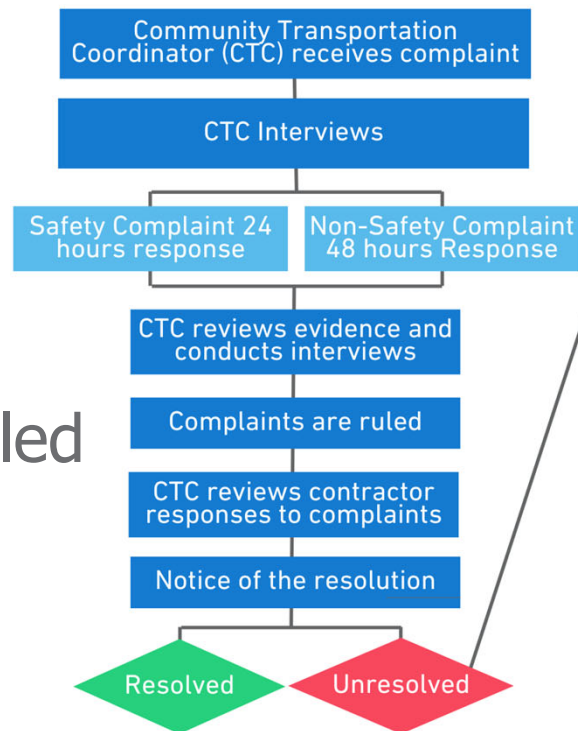 Community Transportation
Coordinator (CTC) receives complaint
CTC Interviews
Safety Complaint 24
hours response
Non-Safety Complaint
48 hours Response
CTC reviews evidence and
conducts interviews
led
Complaints are ruled
CTC reviews contractor
responses to complaints
Notice of the resolution
Resolved
Unresolved